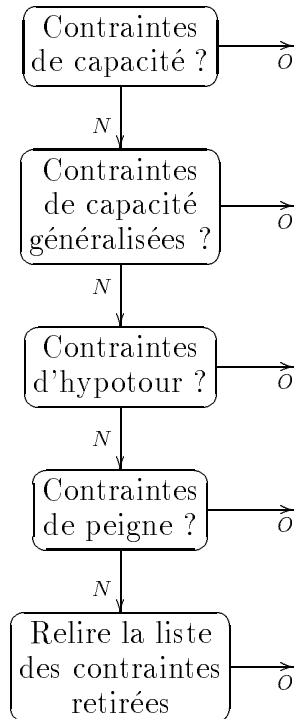 Contraintes
de capacité ?
O
N
Contraintes
de capacité
généralisées ?
O
N
Contraintes
d'hypotour ?
O
N
Contraintes
de peigne ?
O
N
Relire la liste
des contraintes
retirées
O